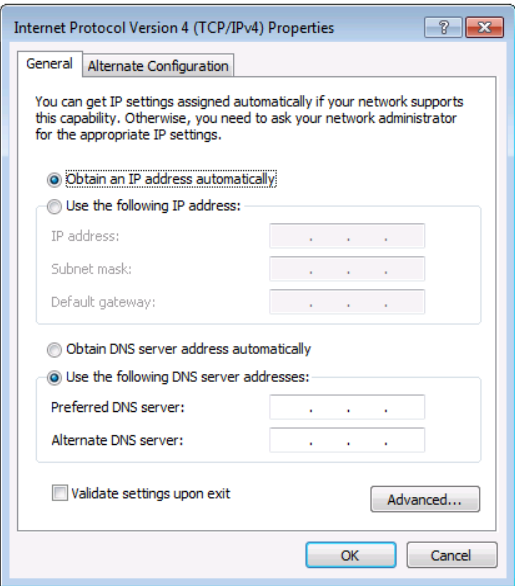 Internet Protocol Version 4 (TCP/IPv4) Properties
General
Alternate Configuration
You can get IP settings assigned automatically if your network supports
this capability. Otherwise, you need to ask your network administrator
for the appropriate IP settings.
Obtain an IP address automatically
Use the following IP address:
IP address:
. . .
Subnet mask:
. . .
Default gateway:
. . .
Obtain DNS server address automatically
Use the following DNS server addresses:
Preferred DNS server:
. . .
Alternate DNS server:
. . .
Validate settings upon exit
Advanced...
OK
Cancel